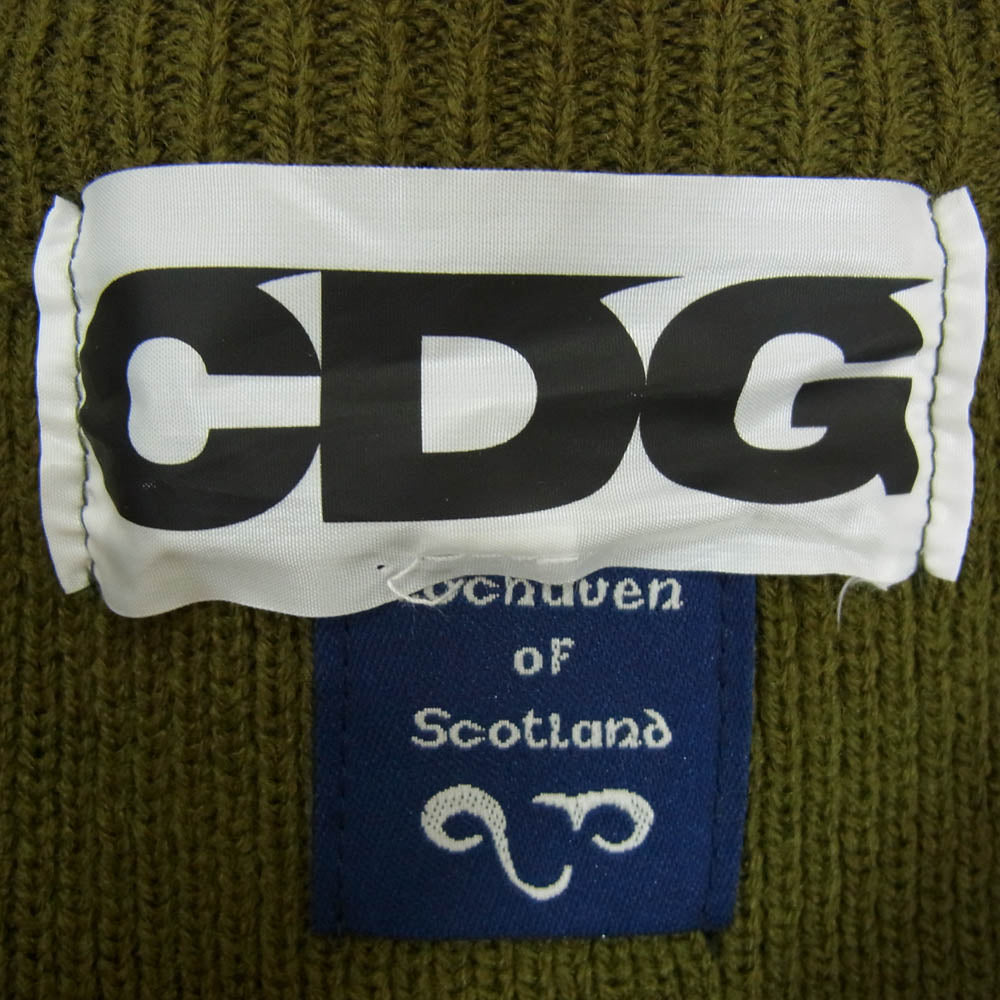 CDG
ochaven
of
Scotland